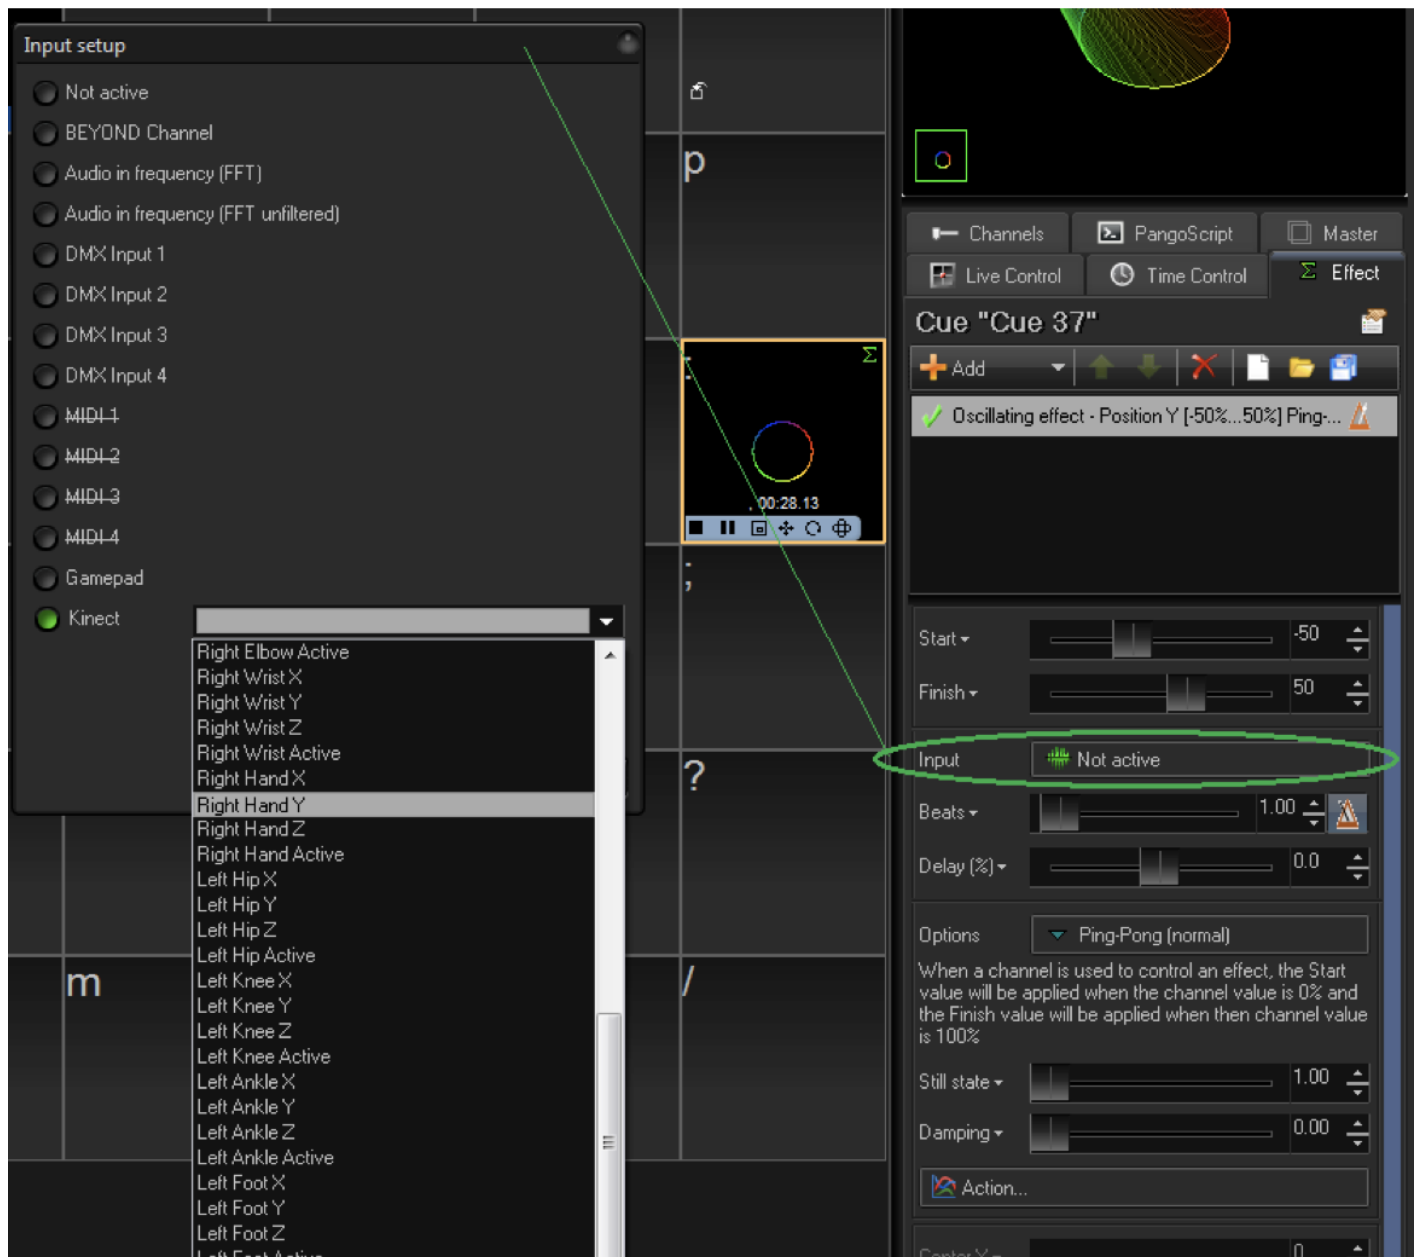 Input setup
Not active
BEYOND Channel
Audio in frequency (FFT)
Audio in frequency (FFT unfiltered)
DMX Input 1
DMX Input 2
DMX Input 3
DMX Input 4
MIDI 1
MIDI 2
MIDI 3
MIDI 4
Gamepad
Kinect
Right Elbow Active
Right Wrist X
Right Wrist Y
Right Wrist Z
Right Wrist Active
Right Hand X
Right Hand Y
Right Hand Z
Right Hand Active
Left Hip X
Left Hip Y
Left Hip Z
Left Hip Active
Left Knee X
Left Knee Y
Left Knee Z
Left Knee Active
Left Ankle X
Left Ankle Y
Left Ankle Z
Left Ankle Active
Left Foot X
Left Foot Y
Left Foot Z
Left Foot Active
p
, 00:28.13
;
?
m
/
Channels
PangoScript
Master
Live Control
Time Control
Σ Effect
Cue "Cue 37"
Add
Oscillating effect - Position Y [-50%...50%] Ping-...
Start
-50
Finish
50
Input
Not active
Beats
1.00
Delay (%)
0.0
Options
Ping-Pong (normal)
When a channel is used to control an effect, the Start
value will be applied when the channel value is 0% and
the Finish value will be applied when then channel value
is 100%
Still state
1.00
Damping
0.00
Action...
Center X
0